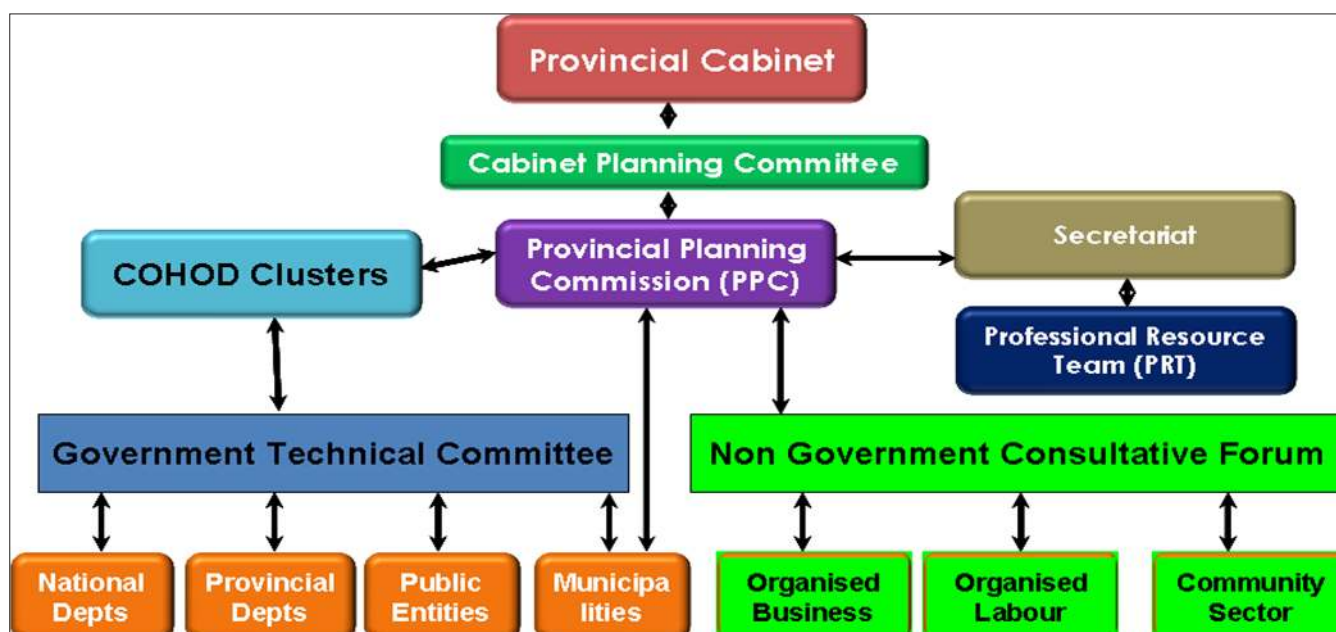 Provincial Cabinet
Cabinet Planning Committee
Provincial Planning
Commission (PPC)
Secretariat
COHOD Clusters
Professional Resource
Team (PRT)
Government Technical Committee
Non Government Consultative Forum
National
Depts
Provincial
Depts
Public
Entities
Municipa
lities
Organised
Business
Organised
Labour
Community
Sector